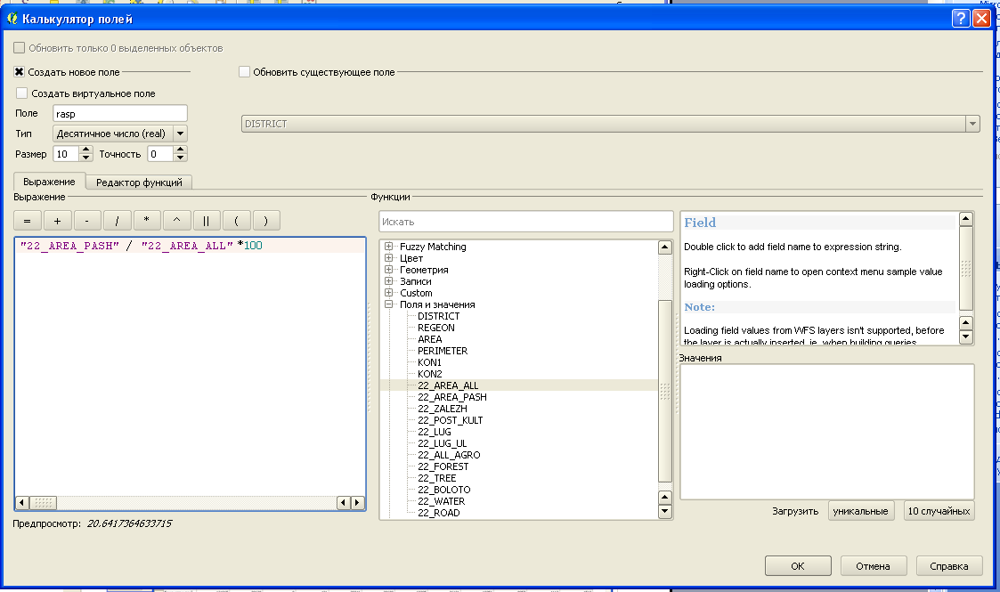 Калькулятор полей
Обновить только 0 выделенных объектов
Создать новое поле
Обновить существующее поле
Создать виртуальное поле
Поле rasp
Тип Десятичное число (real)
DISTRICT
Размер 10 Точность 0
Выражение Редактор функций
Выражение
= + - / * ^ || ( )
"22_AREA_PASH" / "22_AREA_ALL" *100
Предпросмотр: 20.6417364633715
Функции
Искать
Fuzzy Matching
Цвет
Геометрия
Записи
Custom
Поля и значения
DISTRICT
REGEON
AREA
PERIMETER
KON1
KON2
22_AREA_ALL
22_AREA_PASH
22_ZALEZH
22_POST_KULT
22_LUG
22_LUG_UL
22_ALL_AGRO
22_FOREST
22_TREE
22_BOLOTO
22_WATER
22_ROAD
Field
Double click to add field name to expression string.
Right-Click on field name to open context menu sample value
loading options.
Note:
Loading field values from WFS layers isn't supported, before
the layer is actually inserted, ie. when building queries.
Значения
Загрузить уникальные 10 случайных
OK Отмена Справка